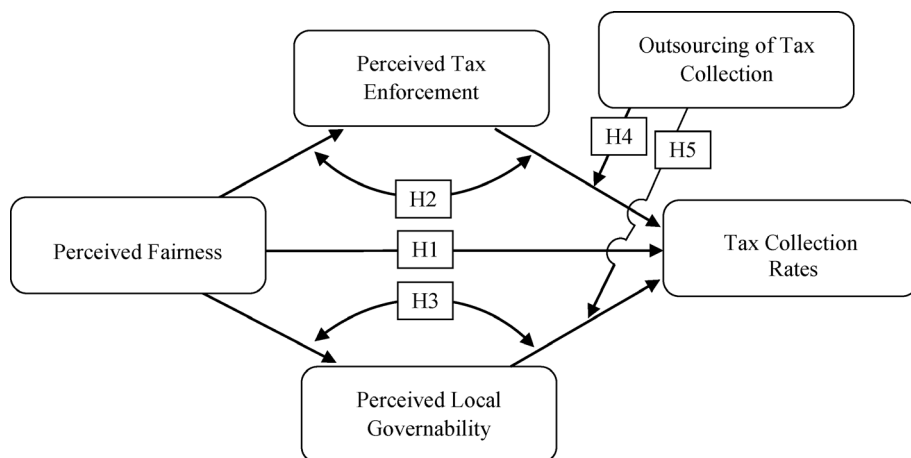 Perceived Tax
Enforcement
Outsourcing of Tax
Collection
H4
H5
H2
Perceived Fairness
H1
Tax Collection
Rates
H3
Perceived Local
Governability